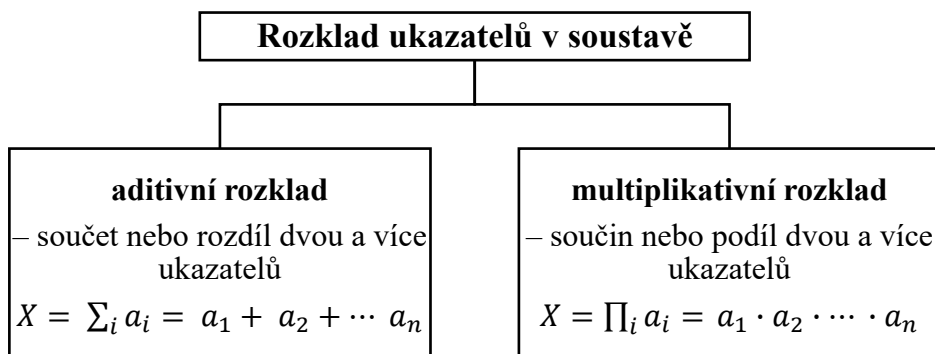 Rozklad ukazatelů v soustavě
aditivní rozklad
– součet nebo rozdíl dvou a více
ukazatelů
𝑋 = ∑ᵢ 𝑎ᵢ = 𝑎₁ + 𝑎₂ + ⋯ 𝑎ₙ
multiplikativní rozklad
– součin nebo podíl dvou a více
ukazatelů
𝑋 = ∏ᵢ 𝑎ᵢ = 𝑎₁ · 𝑎₂ · ⋯ · 𝑎ₙ